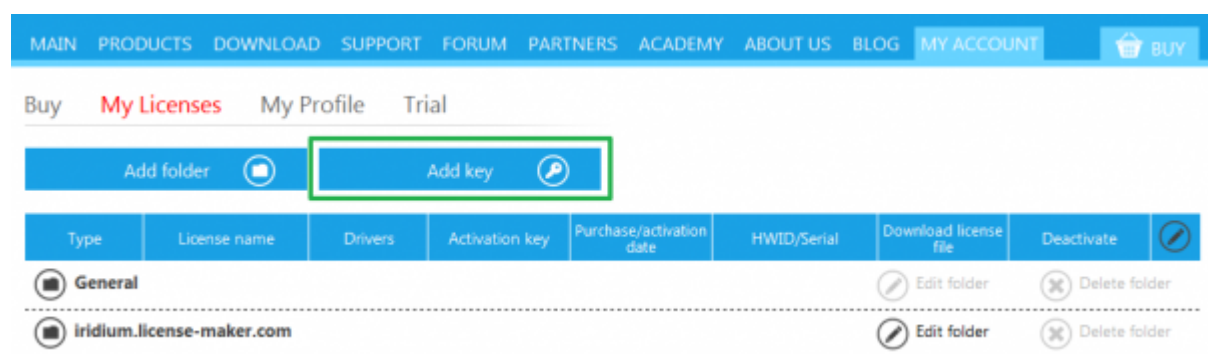 MAIN PRODUCTS DOWNLOAD SUPPORT FORUM PARTNERS ACADEMY ABOUT US BLOG MY ACCOUNT BUY
Buy My Licenses My Profile Trial
Add folder Add key
Type License name Drivers Activation key Purchase/activation date HWID/Serial Download license file Deactivate
General Edit folder Delete folder
iridium.license-maker.com Edit folder Delete folder